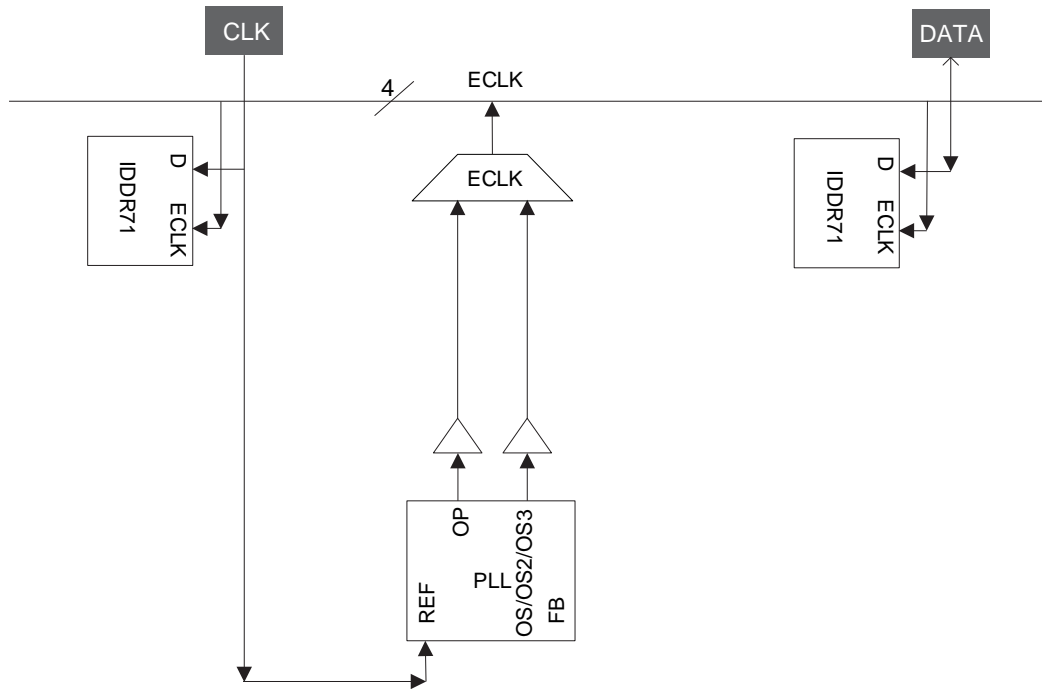 CLK
DATA
4
ECLK
D
ECLK
IDDR71
ECLK
D
ECLK
IDDR71
OP
OS/OS2/OS3
PLL
REF
FB